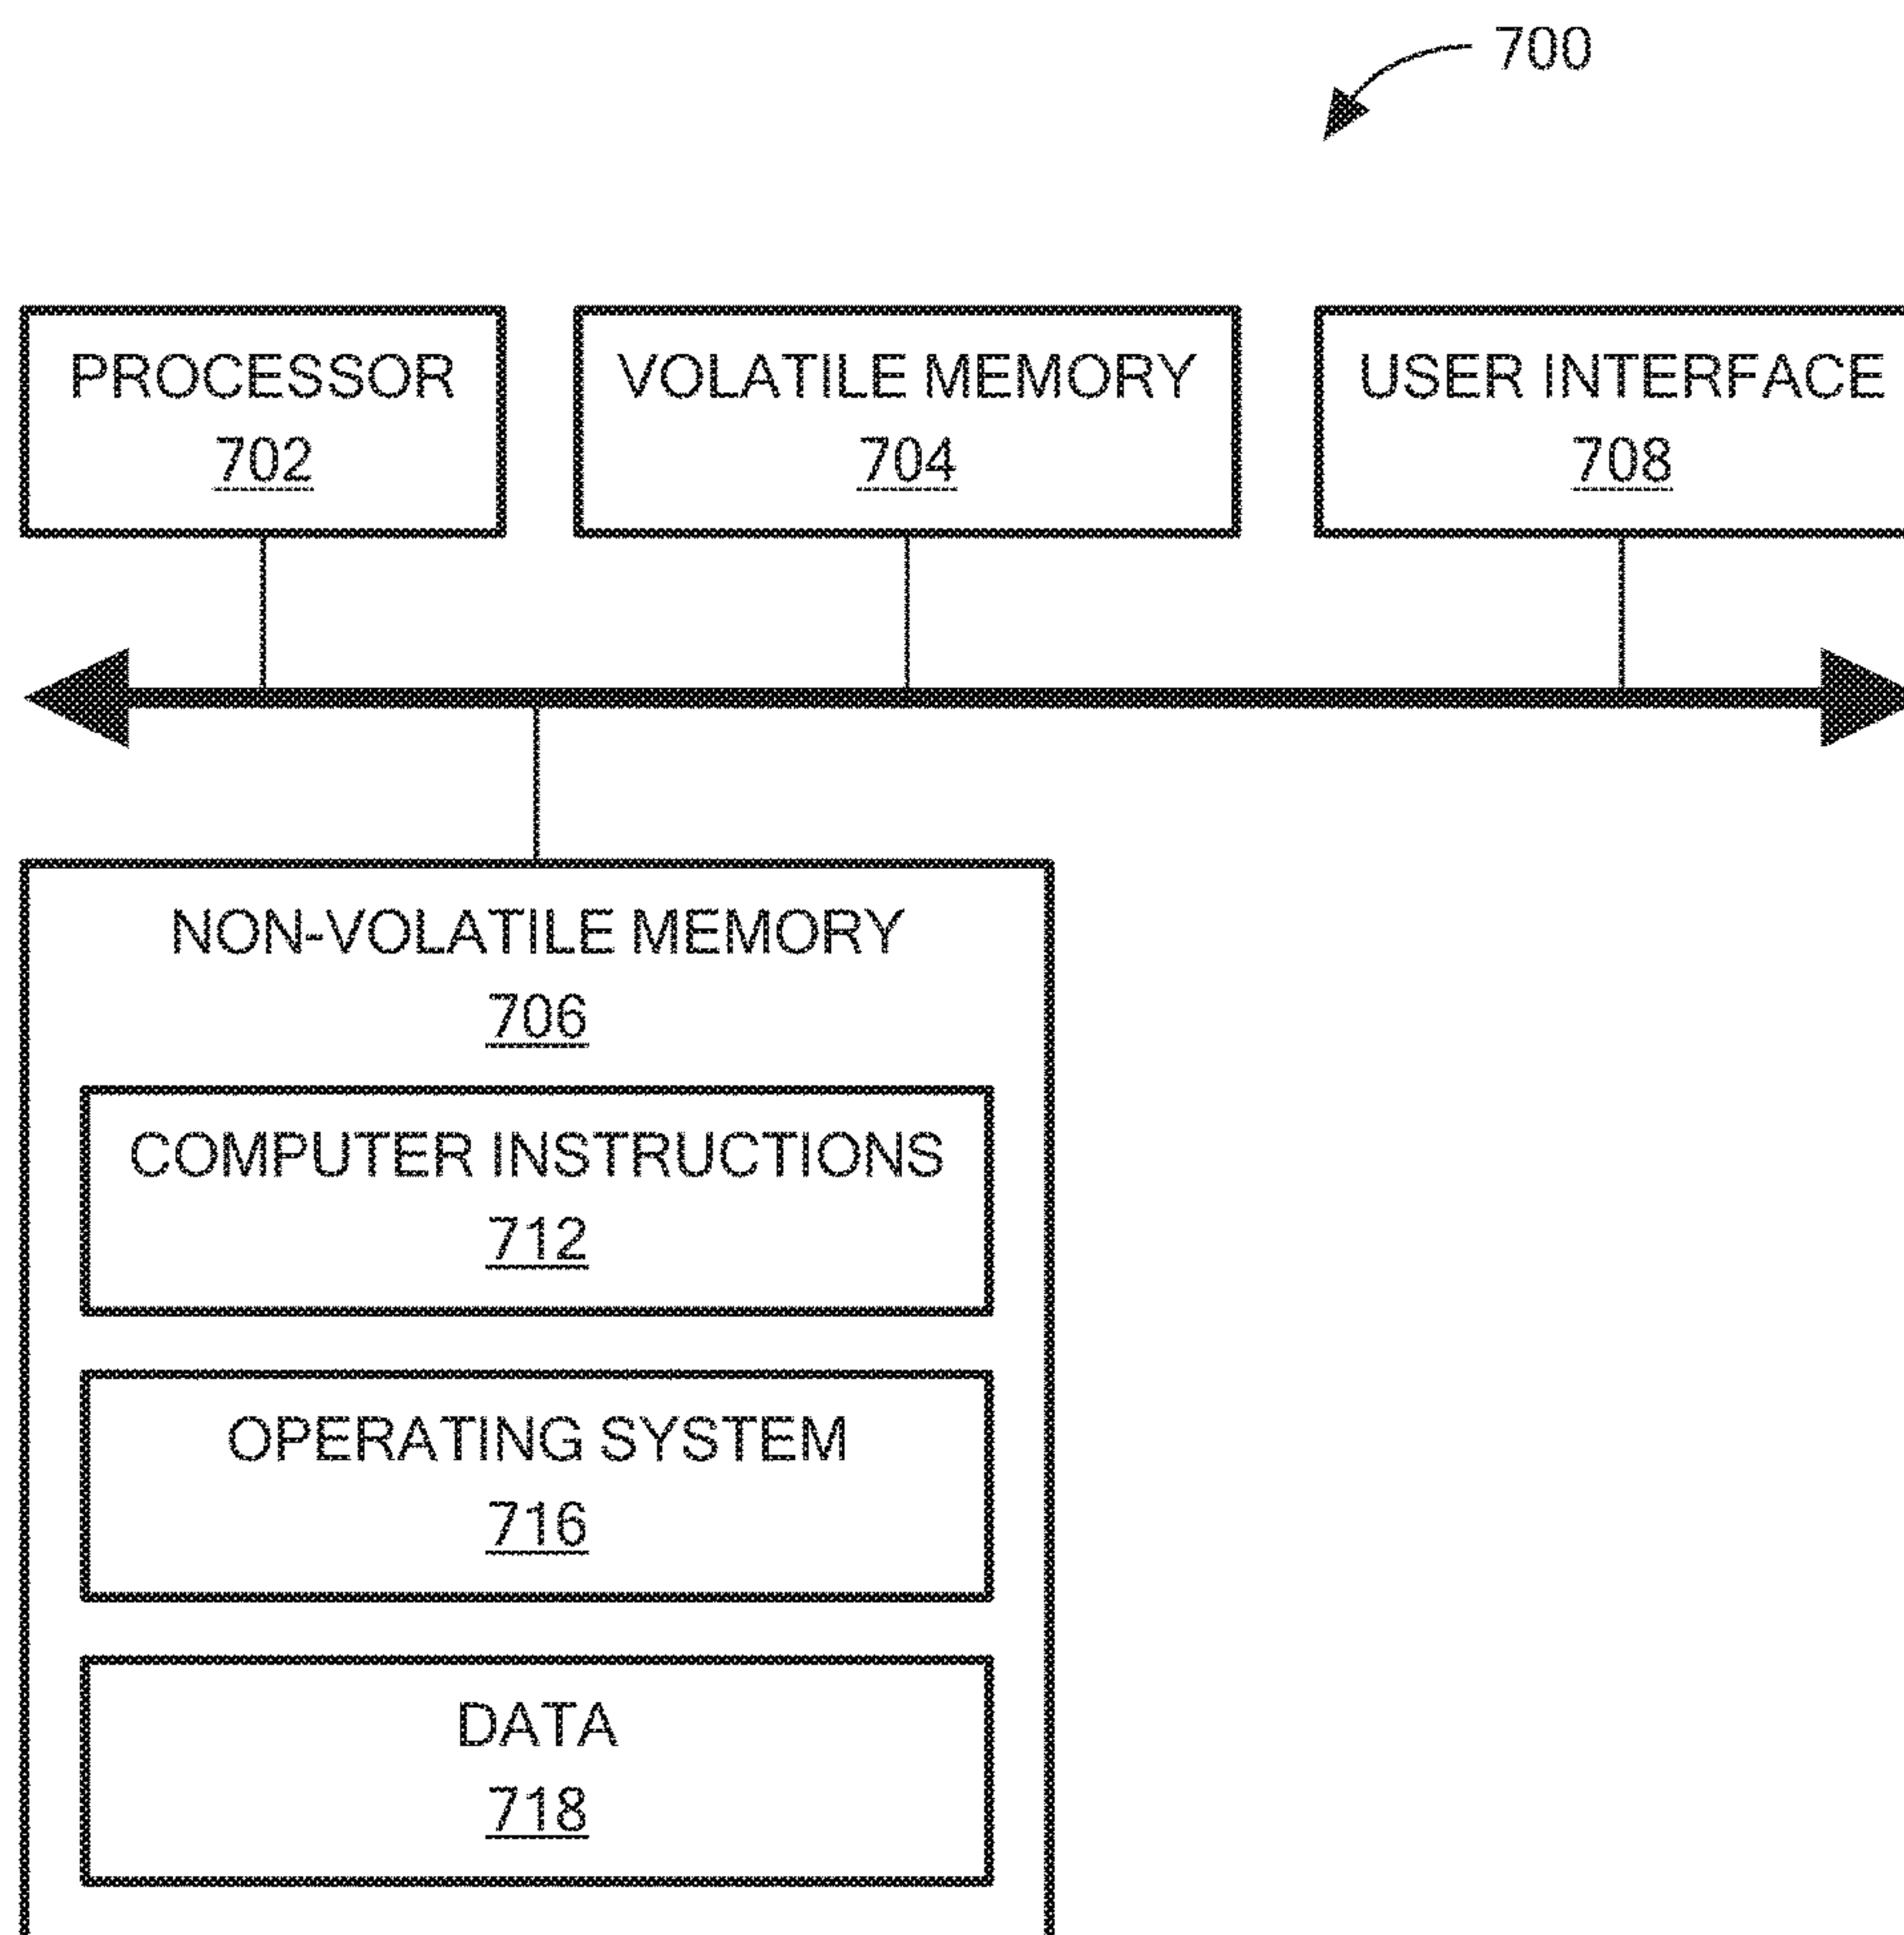 700
PROCESSOR
702
VOLATILE MEMORY
704
USER INTERFACE
708
NON-VOLATILE MEMORY
706
COMPUTER INSTRUCTIONS
712
OPERATING SYSTEM
716
DATA
718